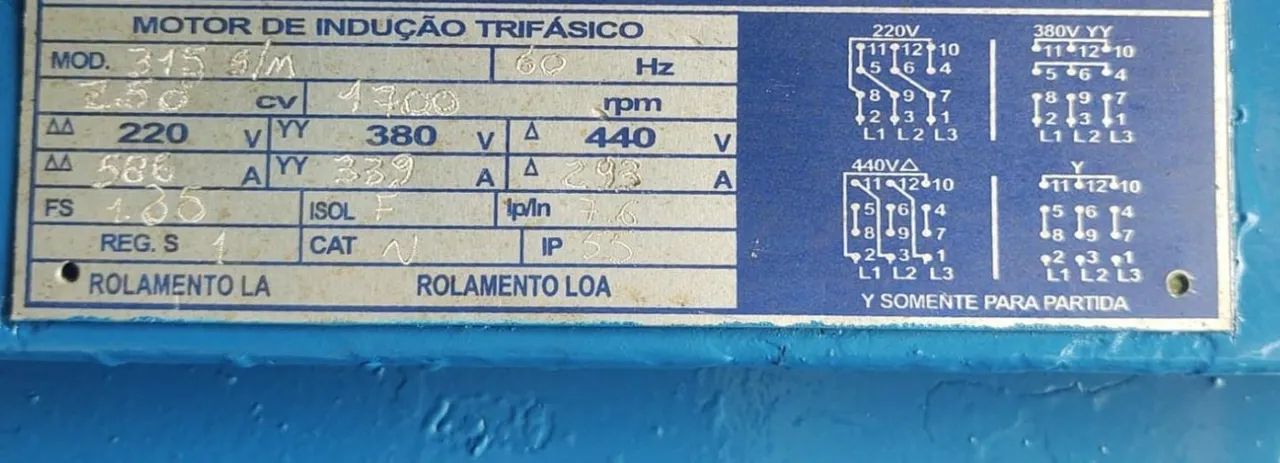 MOTOR DE INDUÇÃO TRIFÁSICO
MOD. 315 S/M 60 Hz
250 cv 1700 rpm
ΔΔ 220 V YY 380 V Δ 440 V
ΔΔ 586 A YY 339 A Δ 293 A
FS ISOL F Ip/In 7.6
REG. S 1 CAT N IP 55
ROLAMENTO LA ROLAMENTO LOA
220V
11 12 10
5 6 4
8 9 7
2 3 1
L1 L2 L3
380V YY
11 12 10
5 6 4
8 9 7
2 3 1
L1 L2 L3
440V Δ
11 12 10
5 6 4
8 9 7
2 3 1
L1 L2 L3
Y
11 12 10
5 6 4
8 9 7
2 3 1
L1 L2 L3
Y SOMENTE PARA PARTIDA